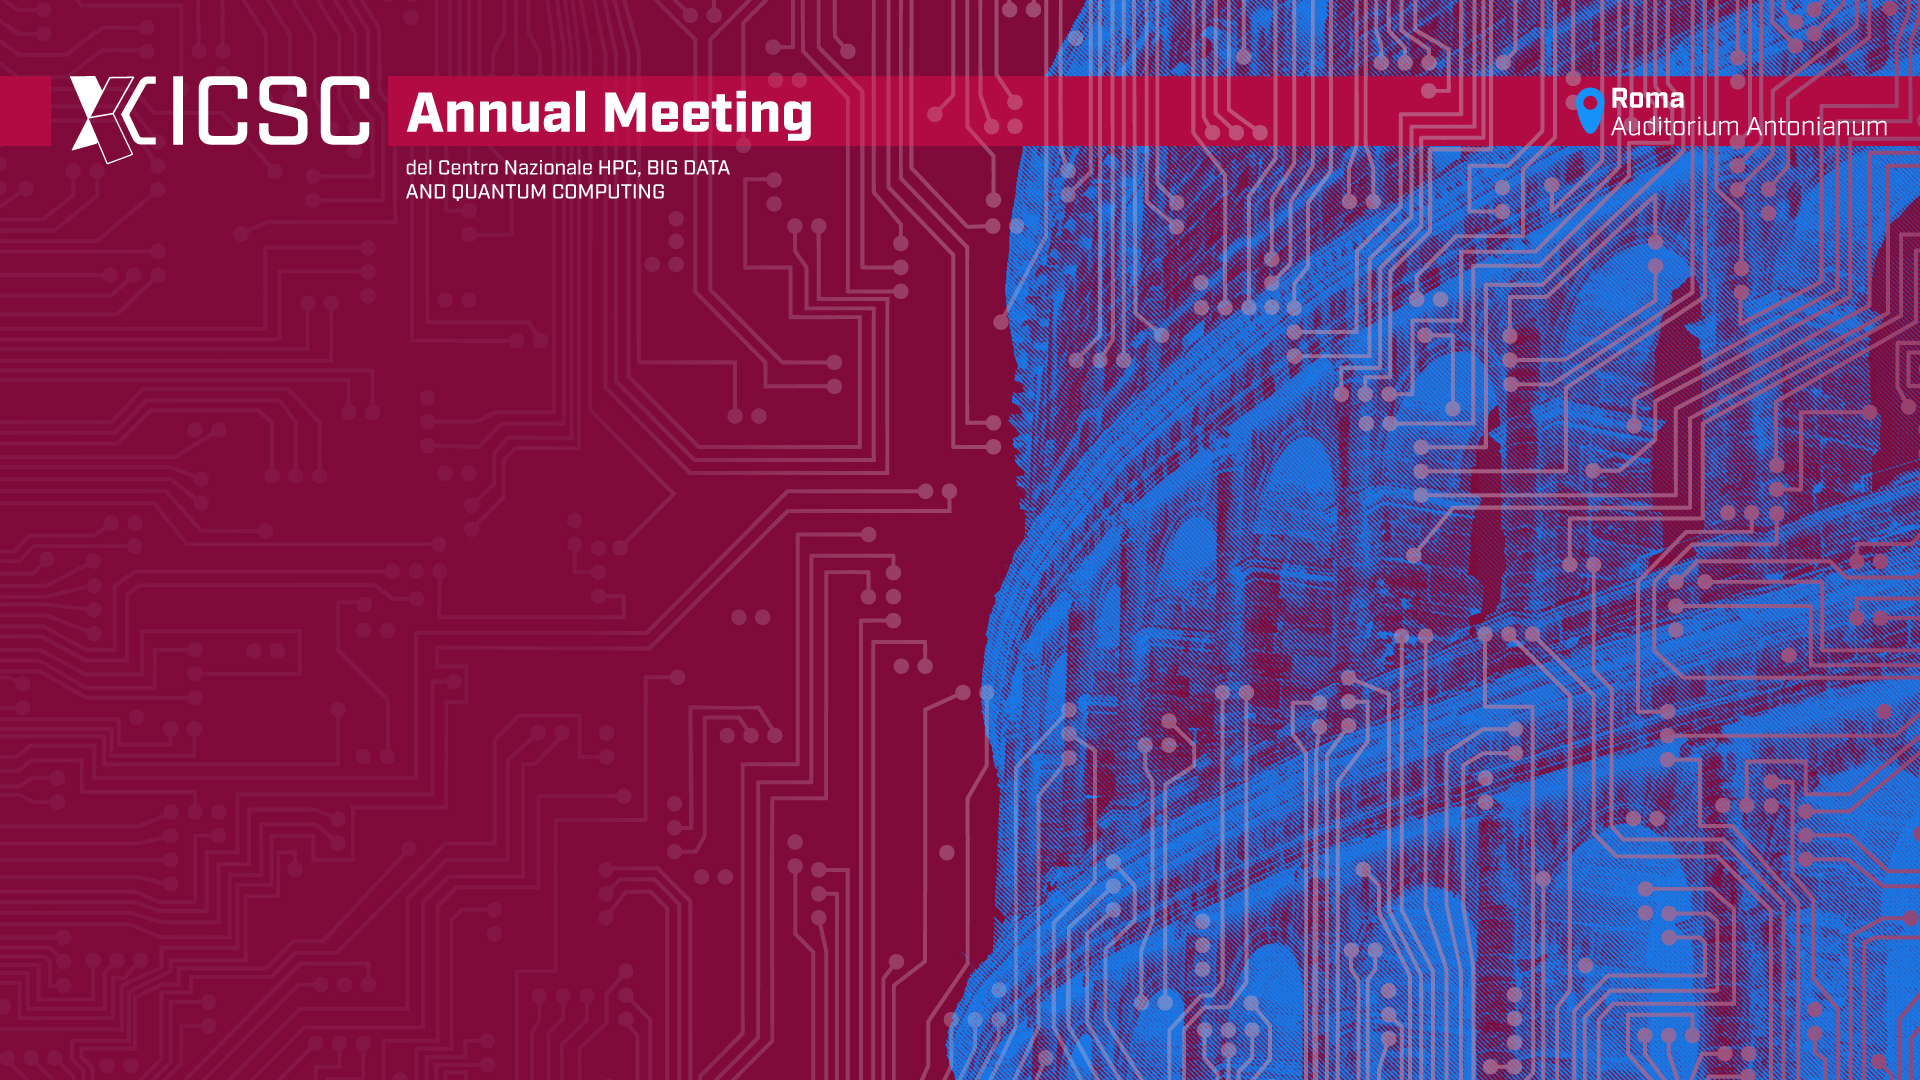 ICSC Annual Meeting
del Centro Nazionale HPC, BIG DATA
AND QUANTUM COMPUTING
Roma
Auditorium Antonianum